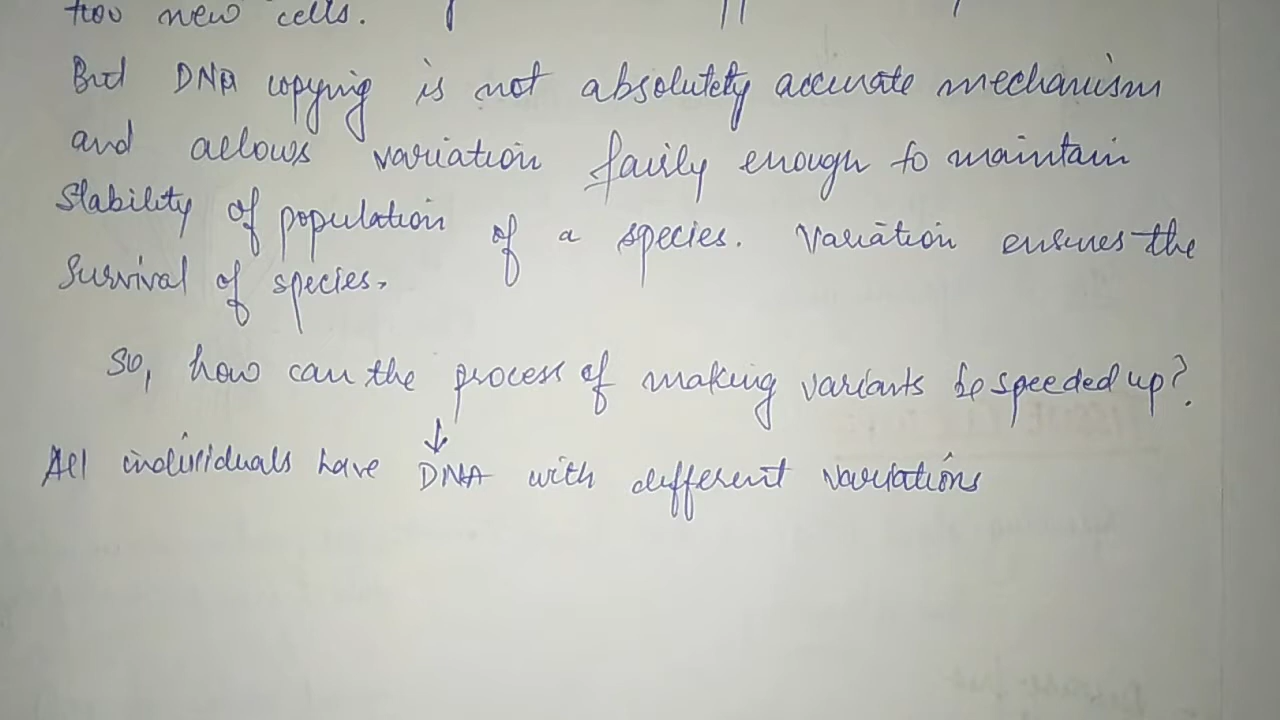 two new cells.
But DNA copying is not absolutely accurate mechanism
and allows variation fairly enough to maintain
Stability of population of a species. Variation ensures the
Survival of species.
So, how can the process of making variants be speeded up?
↓
All individuals have DNA with different variations